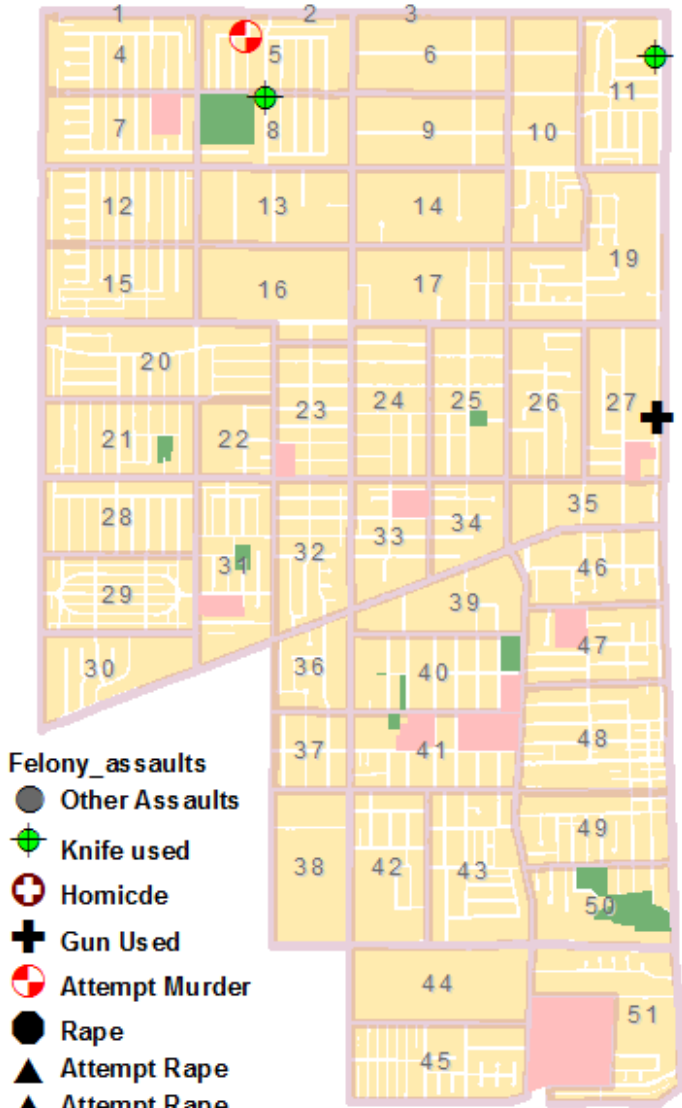 1 2 3
4 5 6
11
7 8 9 10
12 13 14
19
15 16 17
20
23 24 25 26 27
21 22
35
28 33 34
32
31
29 46
39
30 36 40 47
37 41 48
Felony_assaults
Other Assaults
49
Knife used
38 42 43
Homicde
50
Gun Used
Attempt Murder
44
Rape
51
Attempt Rape
45
Attempt Rape